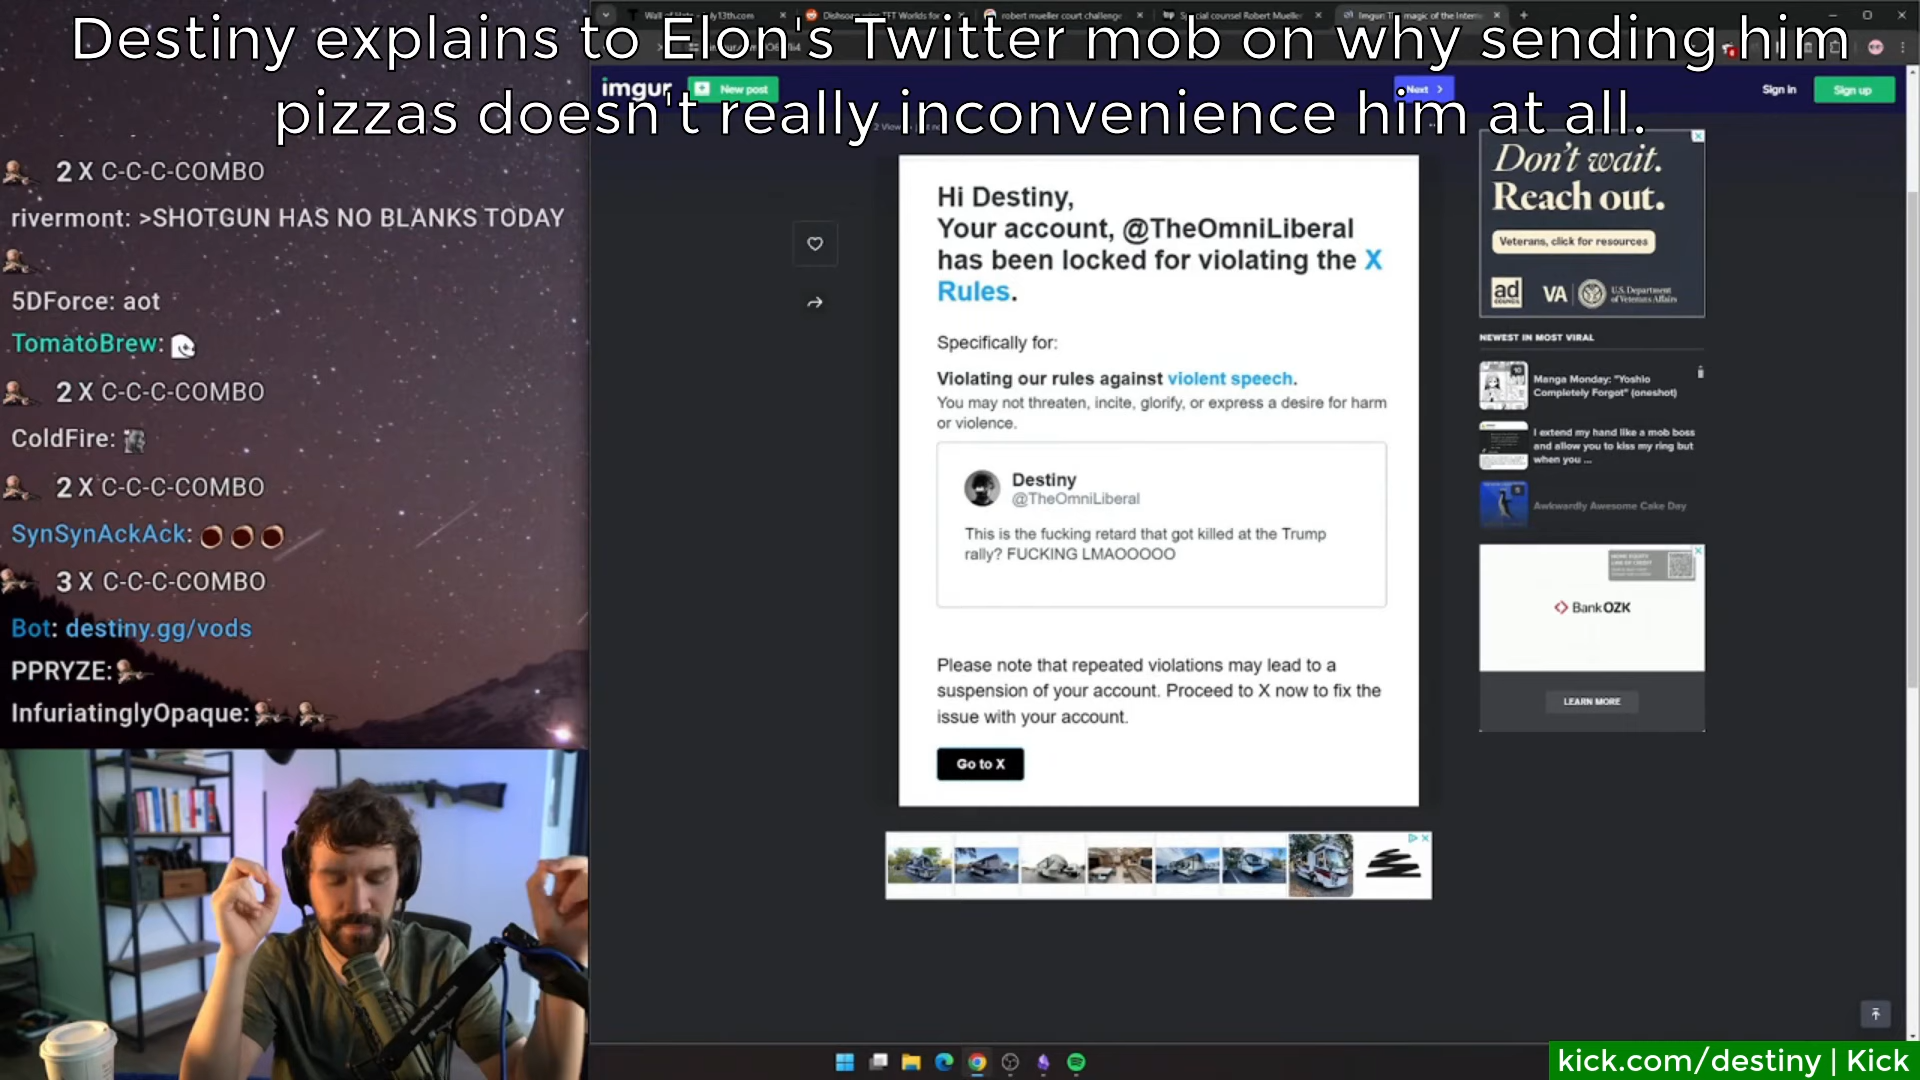 Destiny explains to Elon's Twitter mob on why sending him
pizzas doesn't really inconvenience him at all.
imgur
New post
Next
Sign in
Sign up
2 X C-C-C-COMBO
rivermont: >SHOTGUN HAS NO BLANKS TODAY
5DForce: aot
TomatoBrew:
2 X C-C-C-COMBO
ColdFire:
2 X C-C-C-COMBO
SynSynAckAck:
3 X C-C-C-COMBO
Bot: destiny.gg/vods
PPRYZE:
InfuriatinglyOpaque:
Hi Destiny,
Your account, @TheOmniLiberal
has been locked for violating the X
Rules.
Specifically for:
Violating our rules against violent speech.
You may not threaten, incite, glorify, or express a desire for harm
or violence.
Destiny
@TheOmniLiberal
This is the fucking retard that got killed at the Trump
rally? FUCKING LMAOOOOO
Please note that repeated violations may lead to a
suspension of your account. Proceed to X now to fix the
issue with your account.
Go to X
Don't wait.
Reach out.
Veterans, click for resources
ad
COUNCIL
VA
U.S. Department
of Veterans Affairs
NEWEST IN MOST VIRAL
Manga Monday: "Yoshio
Completely Forgot" (oneshot)
I extend my hand like a mob boss
and allow you to kiss my ring but
when you ...
Awkwardly Awesome Cake Day
Bank OZK
LEARN MORE
kick.com/destiny | Kick